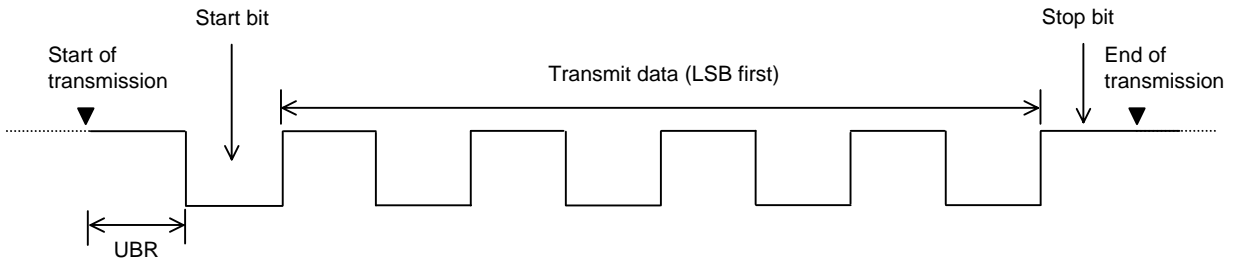 Start bit
Stop bit
Start of
transmission
Transmit data (LSB first)
End of
transmission
UBR